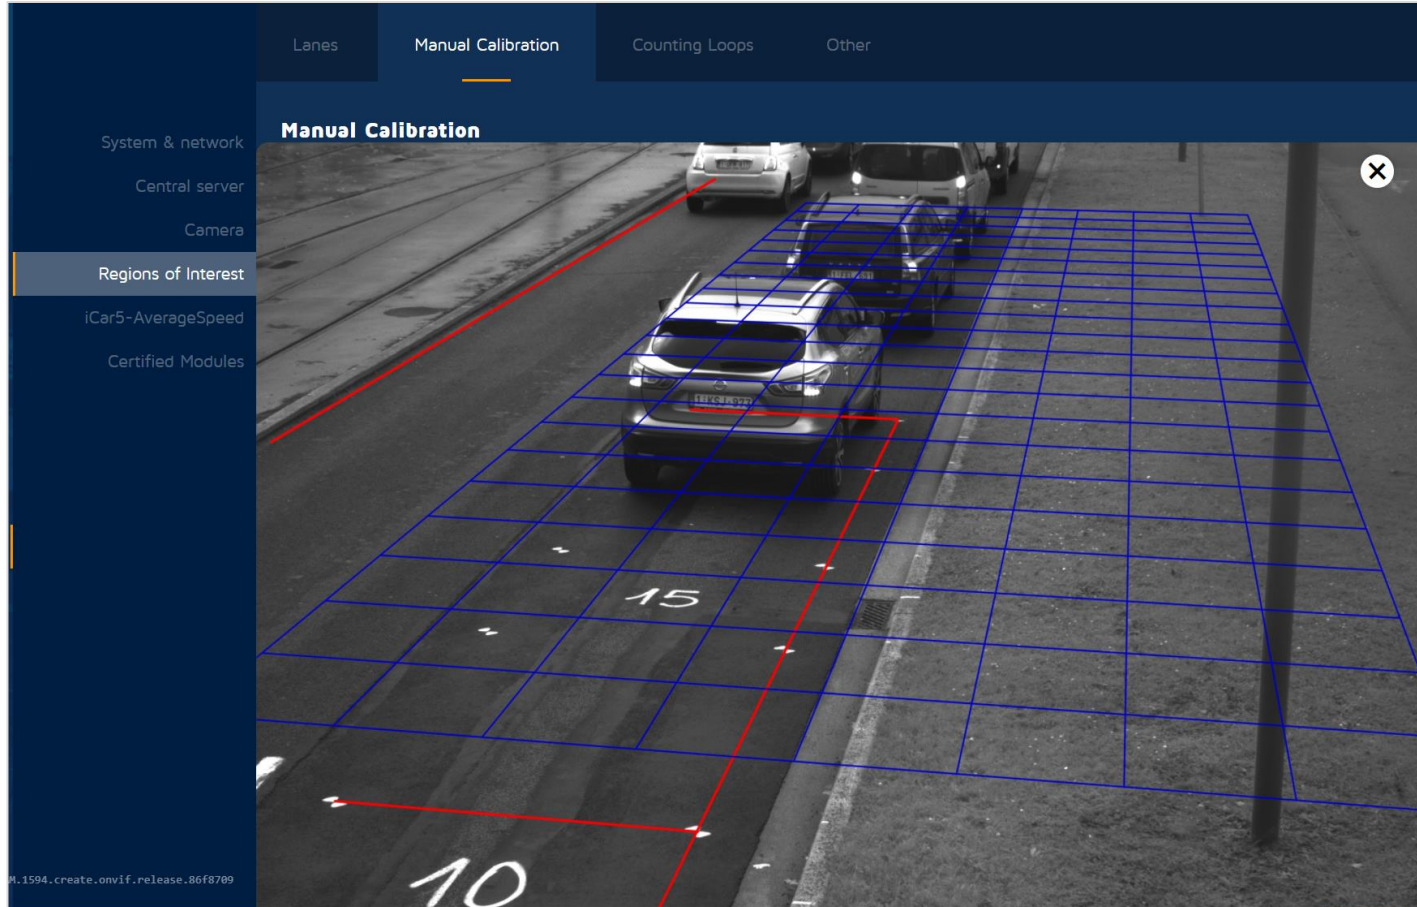 Lanes
Manual Calibration
Counting Loops
Other
Manual Calibration
System & network
Central server
Camera
Regions of Interest
iCar5-AverageSpeed
Certified Modules
15
10
M.1594.create.onvif.release.86f8709